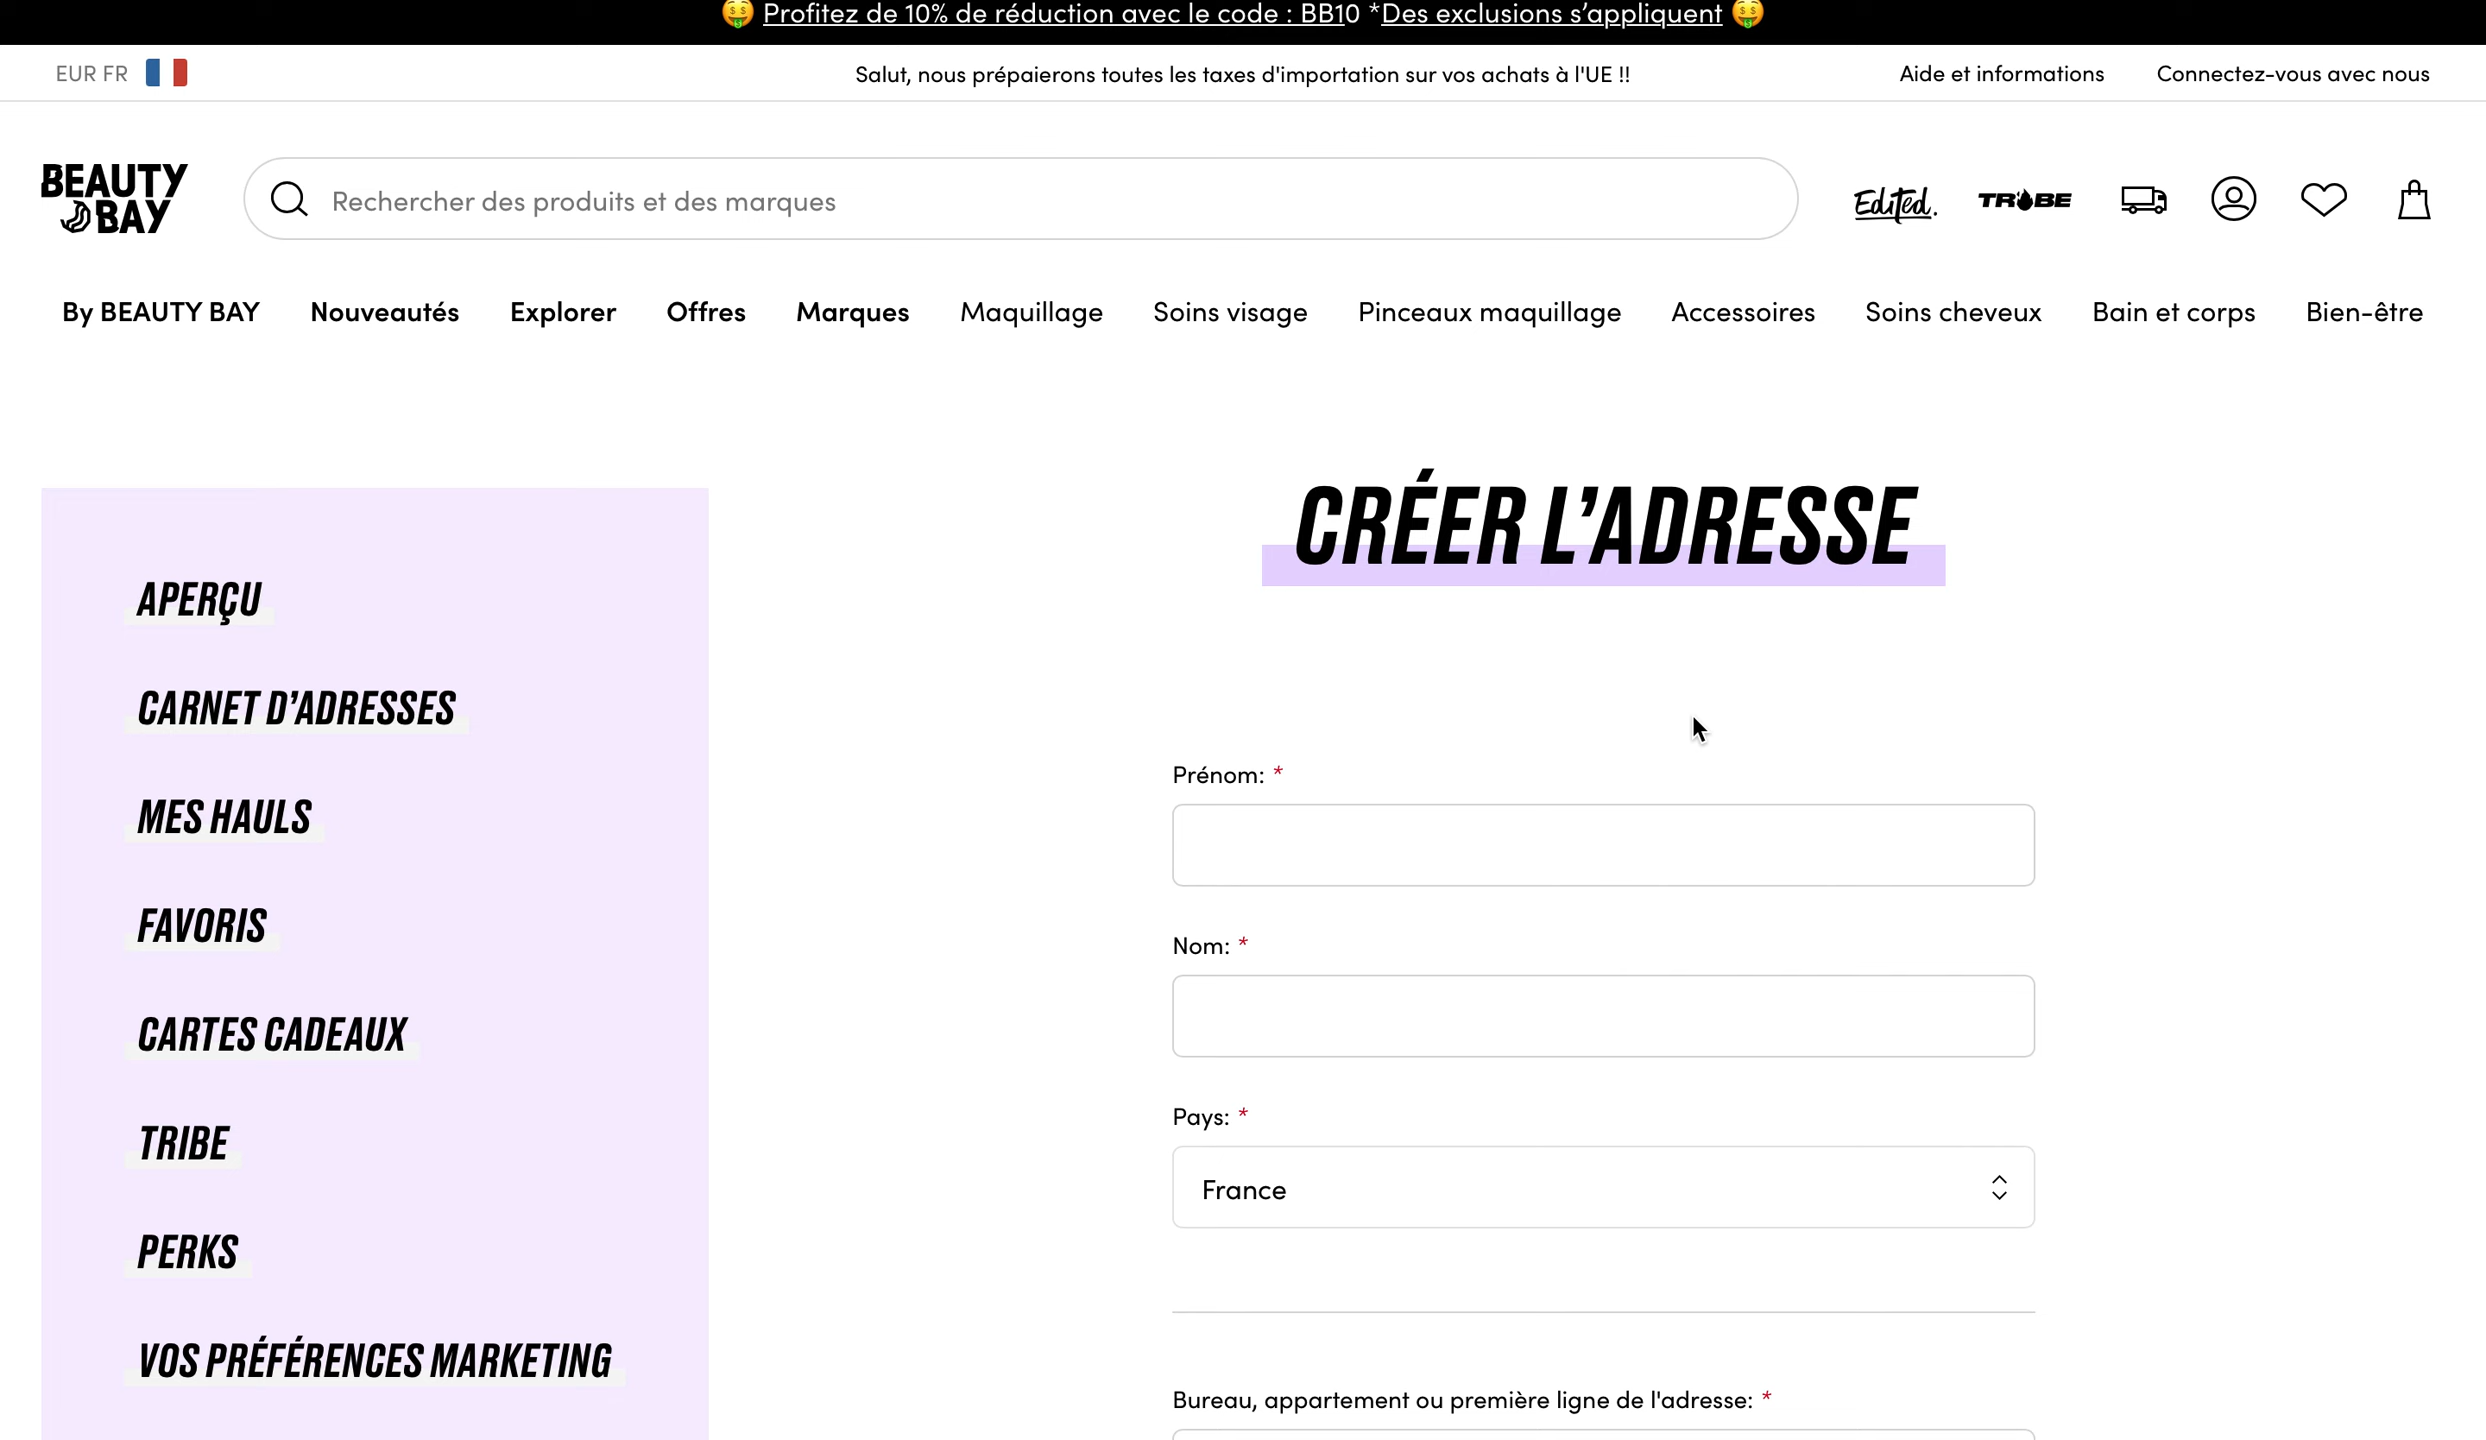 Profitez de 10% de réduction avec le code : BB10 *Des exclusions s’appliquent
EUR FR
Salut, nous prépaierons toutes les taxes d'importation sur vos achats à l'UE !!
Aide et informations
Connectez-vous avec nous
BEAUTY
BAY
Rechercher des produits et des marques
Edited.
TRIBE
By BEAUTY BAY
Nouveautés
Explorer
Offres
Marques
Maquillage
Soins visage
Pinceaux maquillage
Accessoires
Soins cheveux
Bain et corps
Bien-être
APERÇU
CARNET D’ADRESSES
MES HAULS
FAVORIS
CARTES CADEAUX
TRIBE
PERKS
VOS PRÉFÉRENCES MARKETING
CRÉER L’ADRESSE
Prénom: *
Nom: *
Pays: *
France
Bureau, appartement ou première ligne de l'adresse: *